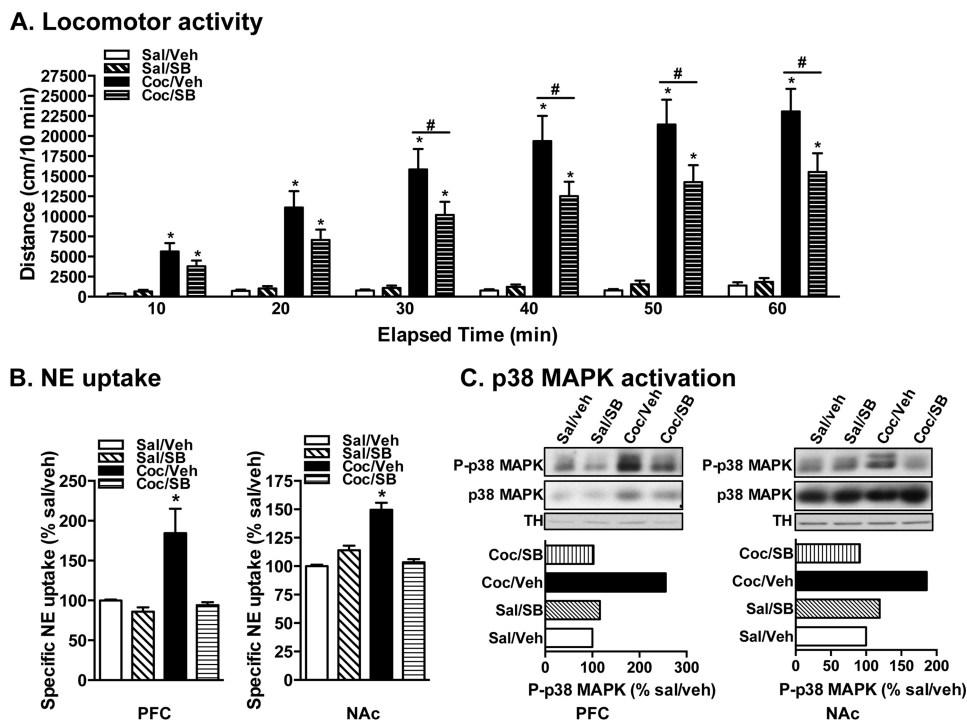 A. Locomotor activity
Sal/Veh
Sal/SB
Coc/Veh
Coc/SB
Distance (cm/10 min)
27500
25000
22500
20000
17500
15000
12500
10000
7500
5000
2500
0
* * * * # * * # * * # * * # * *
10 20 30 40 50 60
Elapsed Time (min)
B. NE uptake
Sal/Veh
Sal/SB
Coc/Veh
Coc/SB
Specific NE uptake (% sal/veh)
250
200
150
100
50
0
*
PFC
Sal/Veh
Sal/SB
Coc/Veh
Coc/SB
Specific NE uptake (% sal/veh)
150
125
100
75
50
25
0
*
NAc
C. p38 MAPK activation
Sal/veh Sal/SB Coc/Veh Coc/SB
P-p38 MAPK
p38 MAPK
TH
Coc/SB
Coc/Veh
Sal/SB
Sal/Veh
0 100 200 300
P-p38 MAPK (% sal/veh)
PFC
Sal/Veh Sal/SB Coc/Veh Coc/SB
P-p38 MAPK
p38 MAPK
TH
Coc/SB
Coc/Veh
Sal/SB
Sal/Veh
0 50 100 150 200
P-p38 MAPK (% sal/veh)
NAc